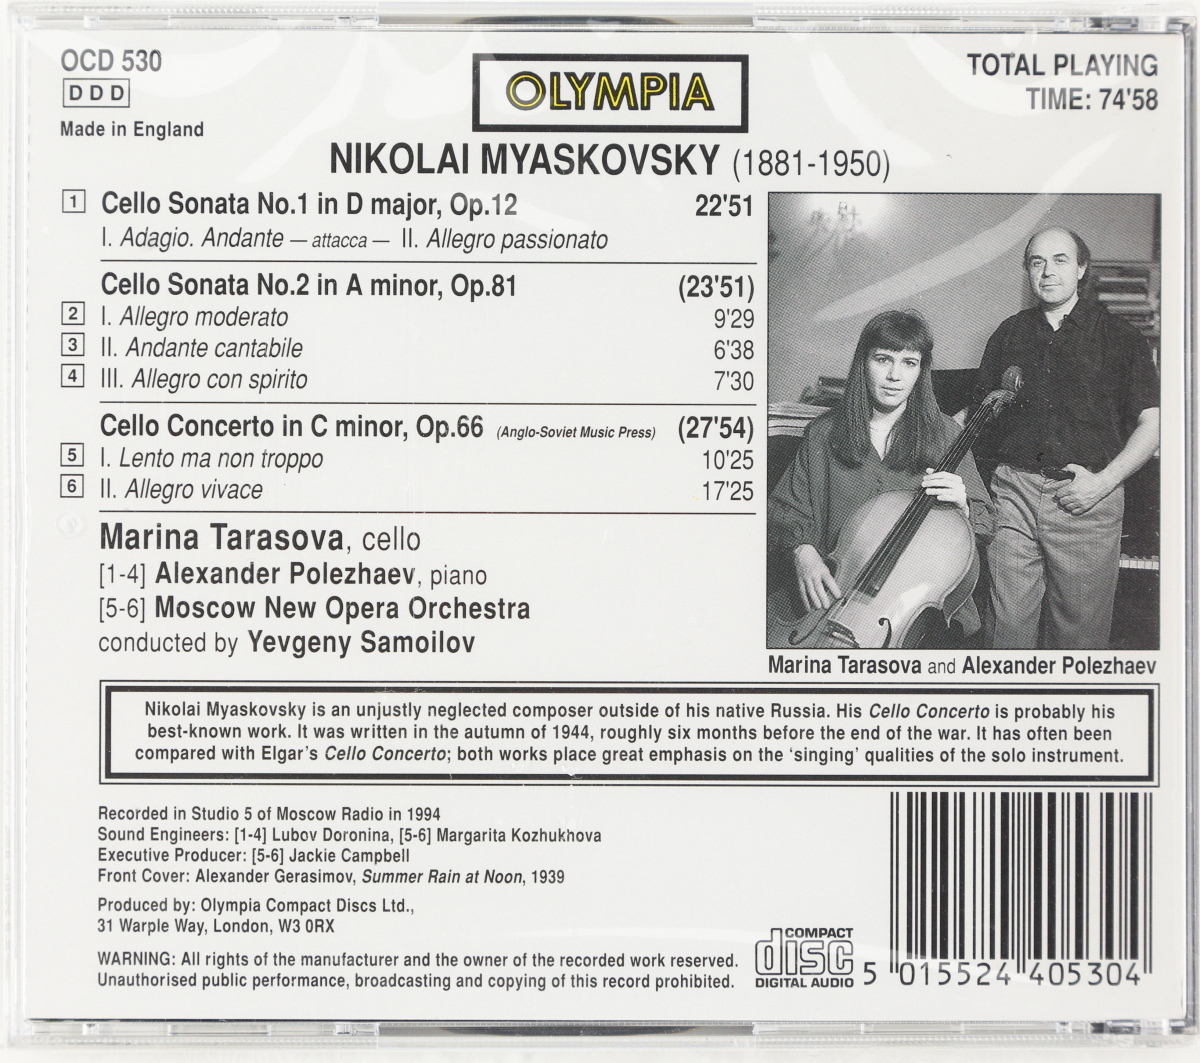 OCD 530
DDD
Made in England
OLYMPIA
TOTAL PLAYING
TIME: 74'58
NIKOLAI MYASKOVSKY (1881-1950)
1 Cello Sonata No.1 in D major, Op.12 22'51
I. Adagio. Andante — attacca — II. Allegro passionato
Cello Sonata No.2 in A minor, Op.81 (23'51)
2 I. Allegro moderato 9'29
3 II. Andante cantabile 6'38
4 III. Allegro con spirito 7'30
Cello Concerto in C minor, Op.66 (Anglo-Soviet Music Press) (27'54)
5 I. Lento ma non troppo 10'25
6 II. Allegro vivace 17'25
Marina Tarasova, cello
[1-4] Alexander Polezhaev, piano
[5-6] Moscow New Opera Orchestra
conducted by Yevgeny Samoilov
Marina Tarasova and Alexander Polezhaev
Nikolai Myaskovsky is an unjustly neglected composer outside of his native Russia. His Cello Concerto is probably his
best-known work. It was written in the autumn of 1944, roughly six months before the end of the war. It has often been
compared with Elgar's Cello Concerto; both works place great emphasis on the 'singing' qualities of the solo instrument.
Recorded in Studio 5 of Moscow Radio in 1994
Sound Engineers: [1-4] Lubov Doronina, [5-6] Margarita Kozhukhova
Executive Producer: [5-6] Jackie Campbell
Front Cover: Alexander Gerasimov, Summer Rain at Noon, 1939
Produced by: Olympia Compact Discs Ltd.,
31 Warple Way, London, W3 0RX
WARNING: All rights of the manufacturer and the owner of the recorded work reserved.
Unauthorised public performance, broadcasting and copying of this record prohibited.
COMPACT
disc
DIGITAL AUDIO
5 015524 405304